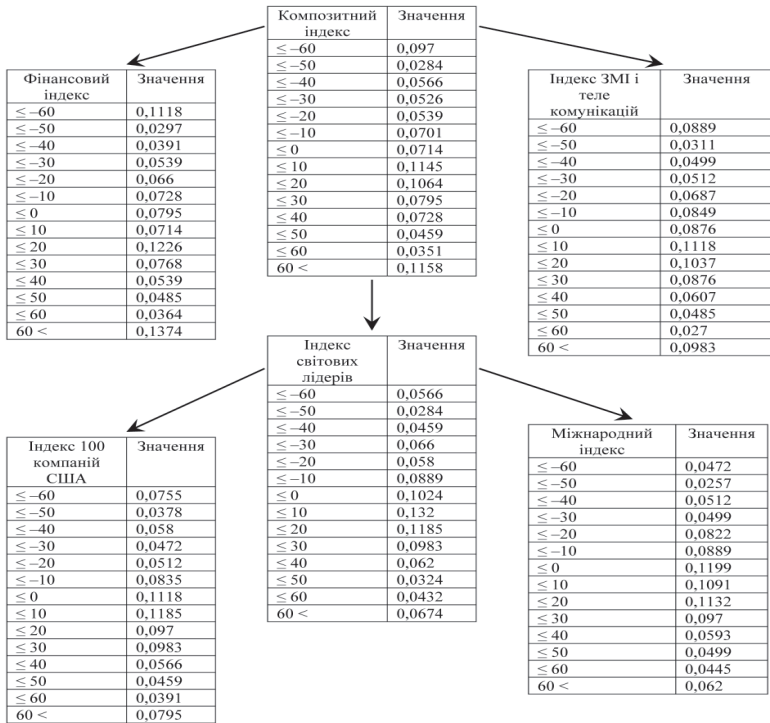 Композитний індекс Значення
≤ –60 0,097
≤ –50 0,0284
≤ –40 0,0566
≤ –30 0,0526
≤ –20 0,0539
≤ –10 0,0701
≤ 0 0,0714
≤ 10 0,1145
≤ 20 0,1064
≤ 30 0,0795
≤ 40 0,0728
≤ 50 0,0459
≤ 60 0,0351
60 < 0,1158
Фінансовий індекс Значення
≤ –60 0,1118
≤ –50 0,0297
≤ –40 0,0391
≤ –30 0,0539
≤ –20 0,066
≤ –10 0,0728
≤ 0 0,0795
≤ 10 0,0714
≤ 20 0,1226
≤ 30 0,0768
≤ 40 0,0539
≤ 50 0,0485
≤ 60 0,0364
60 < 0,1374
Індекс ЗМІ і теле комунікацій Значення
≤ –60 0,0889
≤ –50 0,0311
≤ –40 0,0499
≤ –30 0,0512
≤ –20 0,0687
≤ –10 0,0849
≤ 0 0,0876
≤ 10 0,1118
≤ 20 0,1037
≤ 30 0,0876
≤ 40 0,0607
≤ 50 0,0485
≤ 60 0,027
60 < 0,0983
Індекс світових лідерів Значення
≤ –60 0,0566
≤ –50 0,0284
≤ –40 0,0459
≤ –30 0,066
≤ –20 0,058
≤ –10 0,0889
≤ 0 0,1024
≤ 10 0,132
≤ 20 0,1185
≤ 30 0,0983
≤ 40 0,062
≤ 50 0,0324
≤ 60 0,0432
60 < 0,0674
Індекс 100 компаній США Значення
≤ –60 0,0755
≤ –50 0,0378
≤ –40 0,058
≤ –30 0,0472
≤ –20 0,0512
≤ –10 0,0835
≤ 0 0,1118
≤ 10 0,1185
≤ 20 0,097
≤ 30 0,0983
≤ 40 0,0566
≤ 50 0,0459
≤ 60 0,0391
60 < 0,0795
Міжнародний індекс Значення
≤ –60 0,0472
≤ –50 0,0257
≤ –40 0,0512
≤ –30 0,0499
≤ –20 0,0822
≤ –10 0,0889
≤ 0 0,1199
≤ 10 0,1091
≤ 20 0,1132
≤ 30 0,097
≤ 40 0,0593
≤ 50 0,0499
≤ 60 0,0445
60 < 0,062